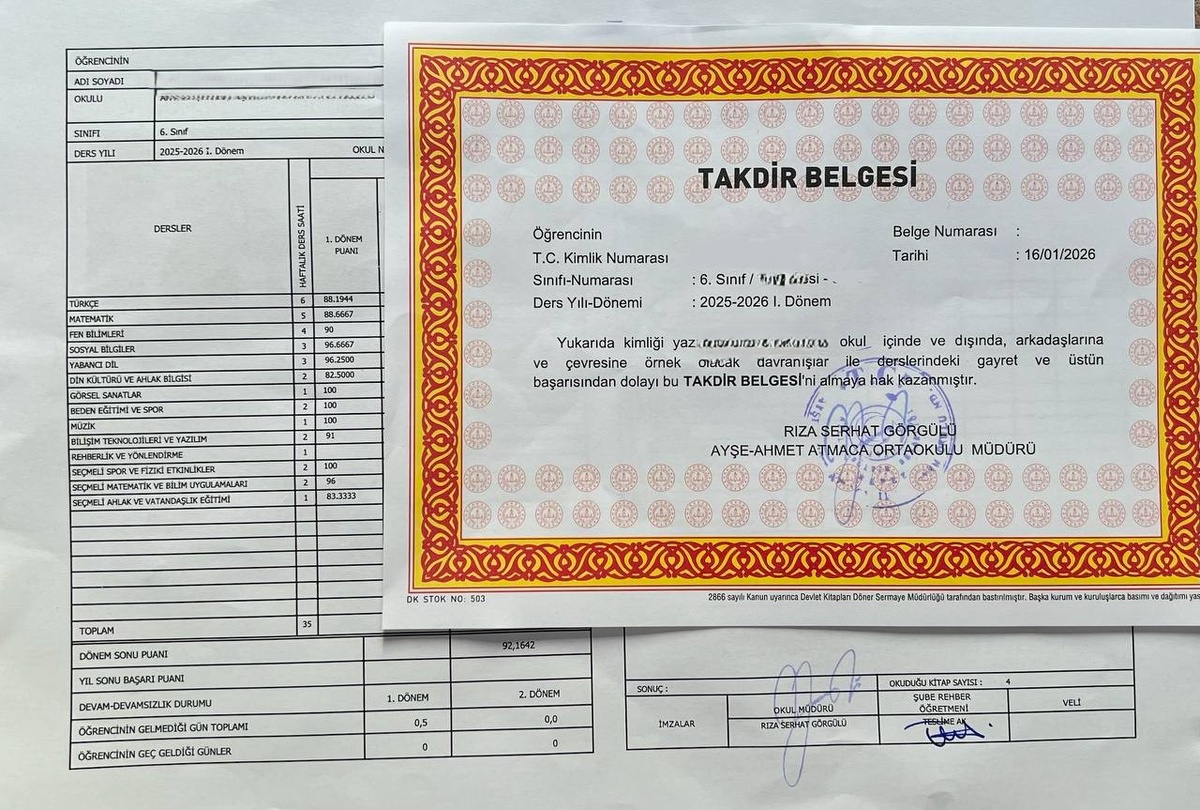 ÖĞRENCİNİN
ADI SOYADI
OKULU
SINIFI 6. Sınıf
DERS YILI 2025-2026 I. Dönem OKUL N
DERSLER HAFTALIK DERS SAATİ 1. DÖNEM PUANI
TÜRKÇE 6 88.1944
MATEMATİK 5 88.6667
FEN BİLİMLERİ 4 90
SOSYAL BİLGİLER 3 96.6667
YABANCI DİL 3 96.2500
DİN KÜLTÜRÜ VE AHLAK BİLGİSİ 2 82.5000
GÖRSEL SANATLAR 1 100
BEDEN EĞİTİMİ VE SPOR 2 100
MÜZİK 1 100
BİLİŞİM TEKNOLOJİLERİ VE YAZILIM 2 91
REHBERLİK VE YÖNLENDİRME 1
SEÇMELİ SPOR VE FİZİKİ ETKİNLİKLER 2 100
SEÇMELİ MATEMATİK VE BİLİM UYGULAMALARI 2 96
SEÇMELİ AHLAK VE VATANDAŞLIK EĞİTİMİ 1 83.3333
TOPLAM 35
DÖNEM SONU PUANI 92,1642
YIL SONU BAŞARI PUANI
DEVAM-DEVAMSIZLIK DURUMU 1. DÖNEM 2. DÖNEM
ÖĞRENCİNİN GELMEDİĞİ GÜN TOPLAMI 0,5 0,0
ÖĞRENCİNİN GEÇ GELDİĞİ GÜNLER 0 0
TAKDİR BELGESİ
Öğrencinin Belge Numarası :
T.C. Kimlik Numarası Tarihi : 16/01/2026
Sınıfı-Numarası : 6. Sınıf /
Ders Yılı-Dönemi : 2025-2026 I. Dönem
Yukarıda kimliği yaz okul içinde ve dışında, arkadaşlarına
ve çevresine örnek olacak davranışlar ile derslerindeki gayret ve üstün
başarısından dolayı bu TAKDİR BELGESİ'ni almaya hak kazanmıştır.
RIZA SERHAT GÖRGÜLÜ
AYŞE-AHMET ATMACA ORTAOKULU MÜDÜRÜ
DK STOK NO: 503
2866 sayılı Kanun uyarınca Devlet Kitapları Döner Sermaye Müdürlüğü tarafından bastırılmıştır. Başka kurum ve kuruluşlarca basımı ve dağıtımı yas
SONUÇ : OKUDUĞU KİTAP SAYISI : 4
İMZALAR OKUL MÜDÜRÜ ŞUBE REHBER ÖĞRETMENİ VELİ
RIZA SERHAT GÖRGÜLÜ TESLİME AK